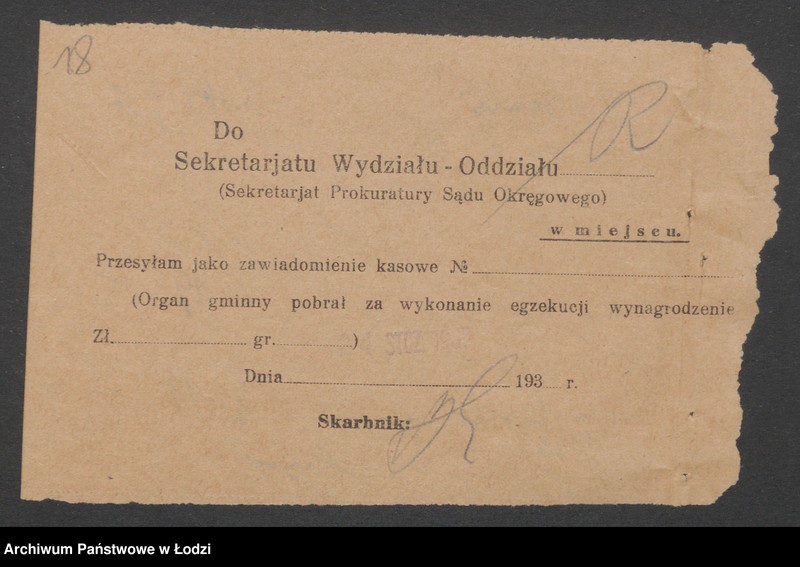 18
R
Do
Sekretarjatu Wydziału - Oddziału
(Sekretarjat Prokuratury Sądu Okręgowego)
w miejscu.
Przesyłam jako zawiadomienie kasowe №
(Organ gminny pobrał za wykonanie egzekucji wynagrodzenie
Zł. gr. )
Dnia 193 r.
Skarbnik:
Archiwum Państwowe w Łodzi